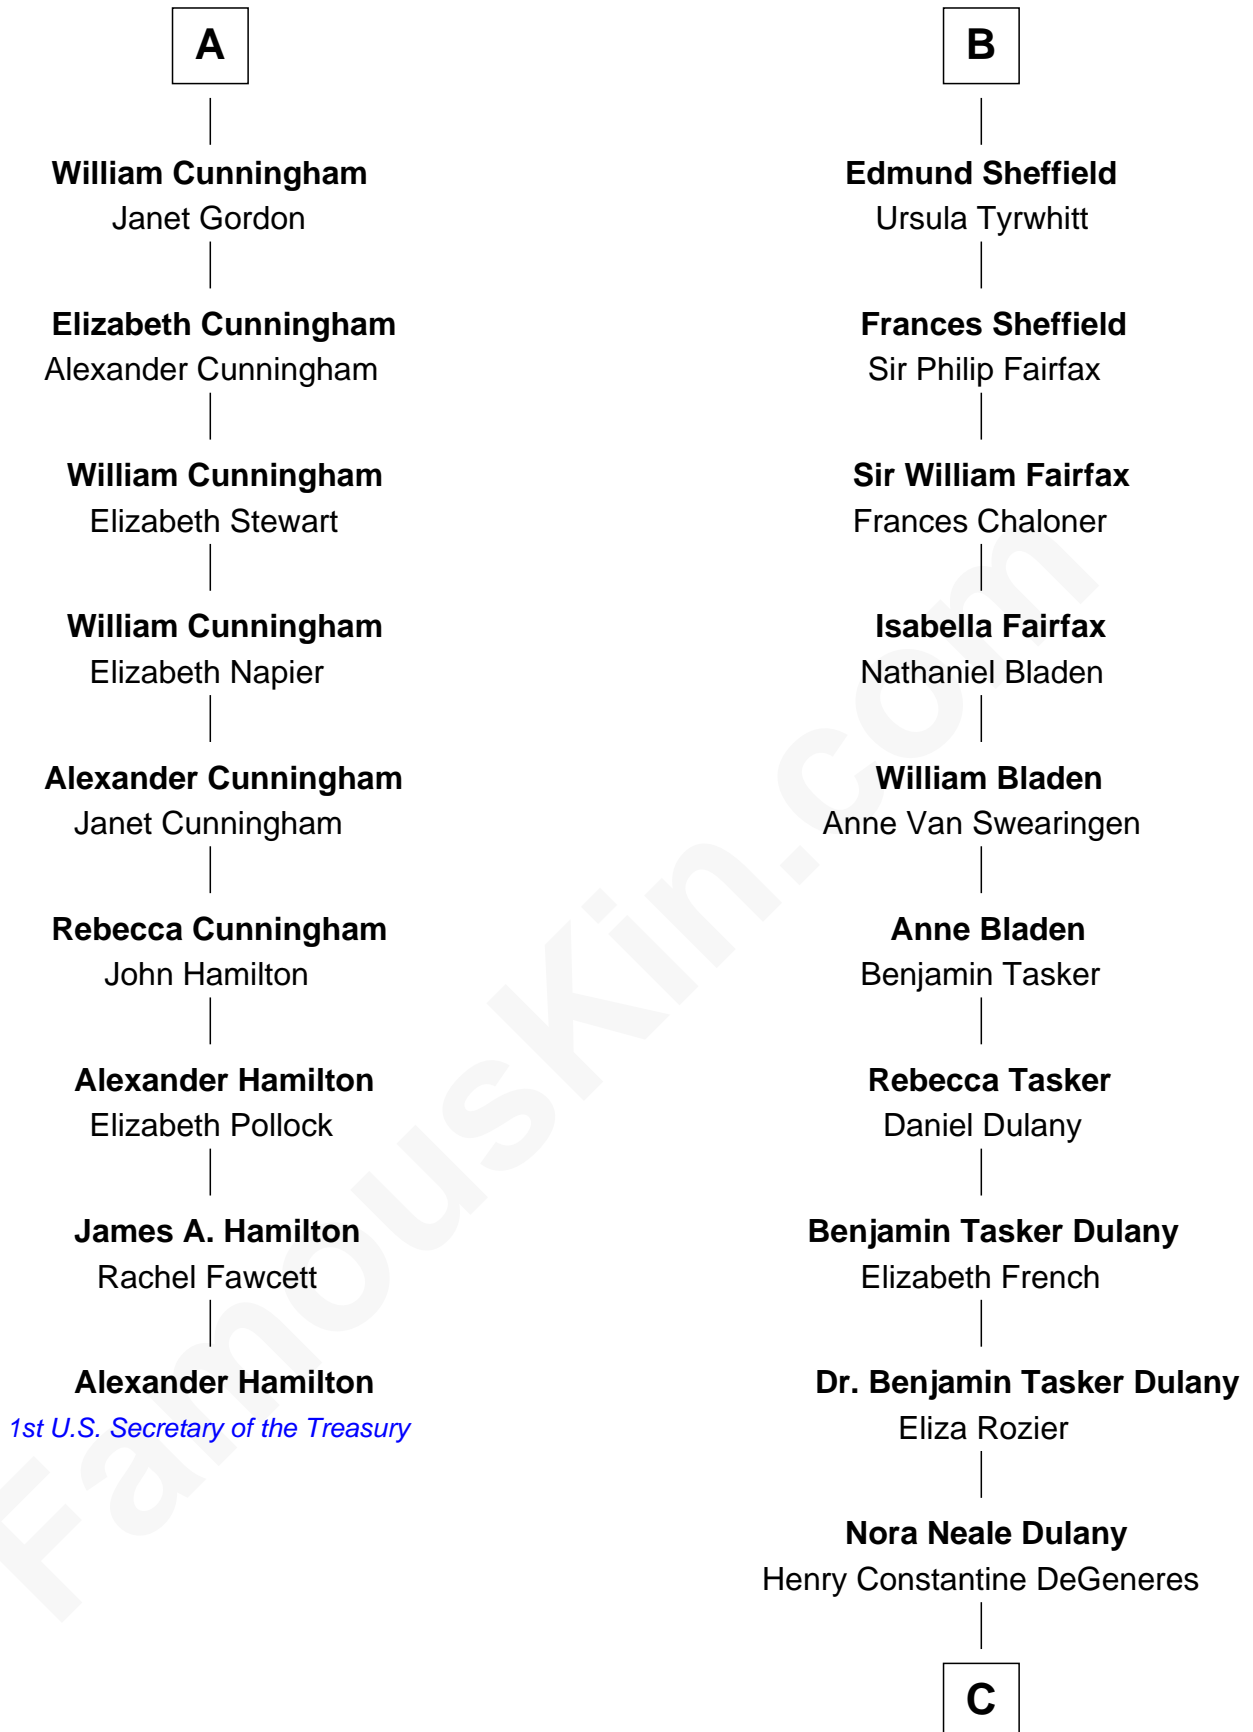 A
William Cunningham
Janet Gordon
Elizabeth Cunningham
Alexander Cunningham
William Cunningham
Elizabeth Stewart
William Cunningham
Elizabeth Napier
Alexander Cunningham
Janet Cunningham
Rebecca Cunningham
John Hamilton
Alexander Hamilton
Elizabeth Pollock
James A. Hamilton
Rachel Fawcett
Alexander Hamilton
1st U.S. Secretary of the Treasury
B
Edmund Sheffield
Ursula Tyrwhitt
Frances Sheffield
Sir Philip Fairfax
Sir William Fairfax
Frances Chaloner
Isabella Fairfax
Nathaniel Bladen
William Bladen
Anne Van Swearingen
Anne Bladen
Benjamin Tasker
Rebecca Tasker
Daniel Dulany
Benjamin Tasker Dulany
Elizabeth French
Dr. Benjamin Tasker Dulany
Eliza Rozier
Nora Neale Dulany
Henry Constantine DeGeneres
C
FamousKin.com